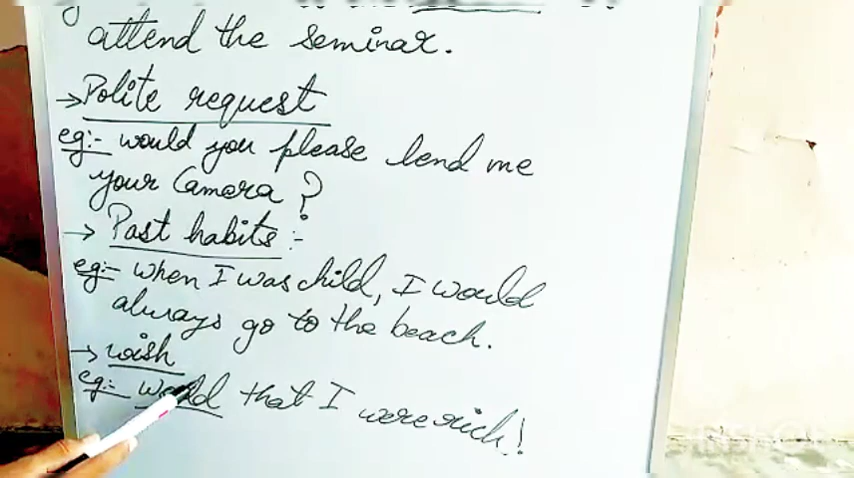 attend the seminar.
→ Polite request
eg:- would you please lend me
your Camera ?
→ Past habits :-
eg:- when I was child, I would
always go to the beach.
→ wish
eg:- would that I were rich!